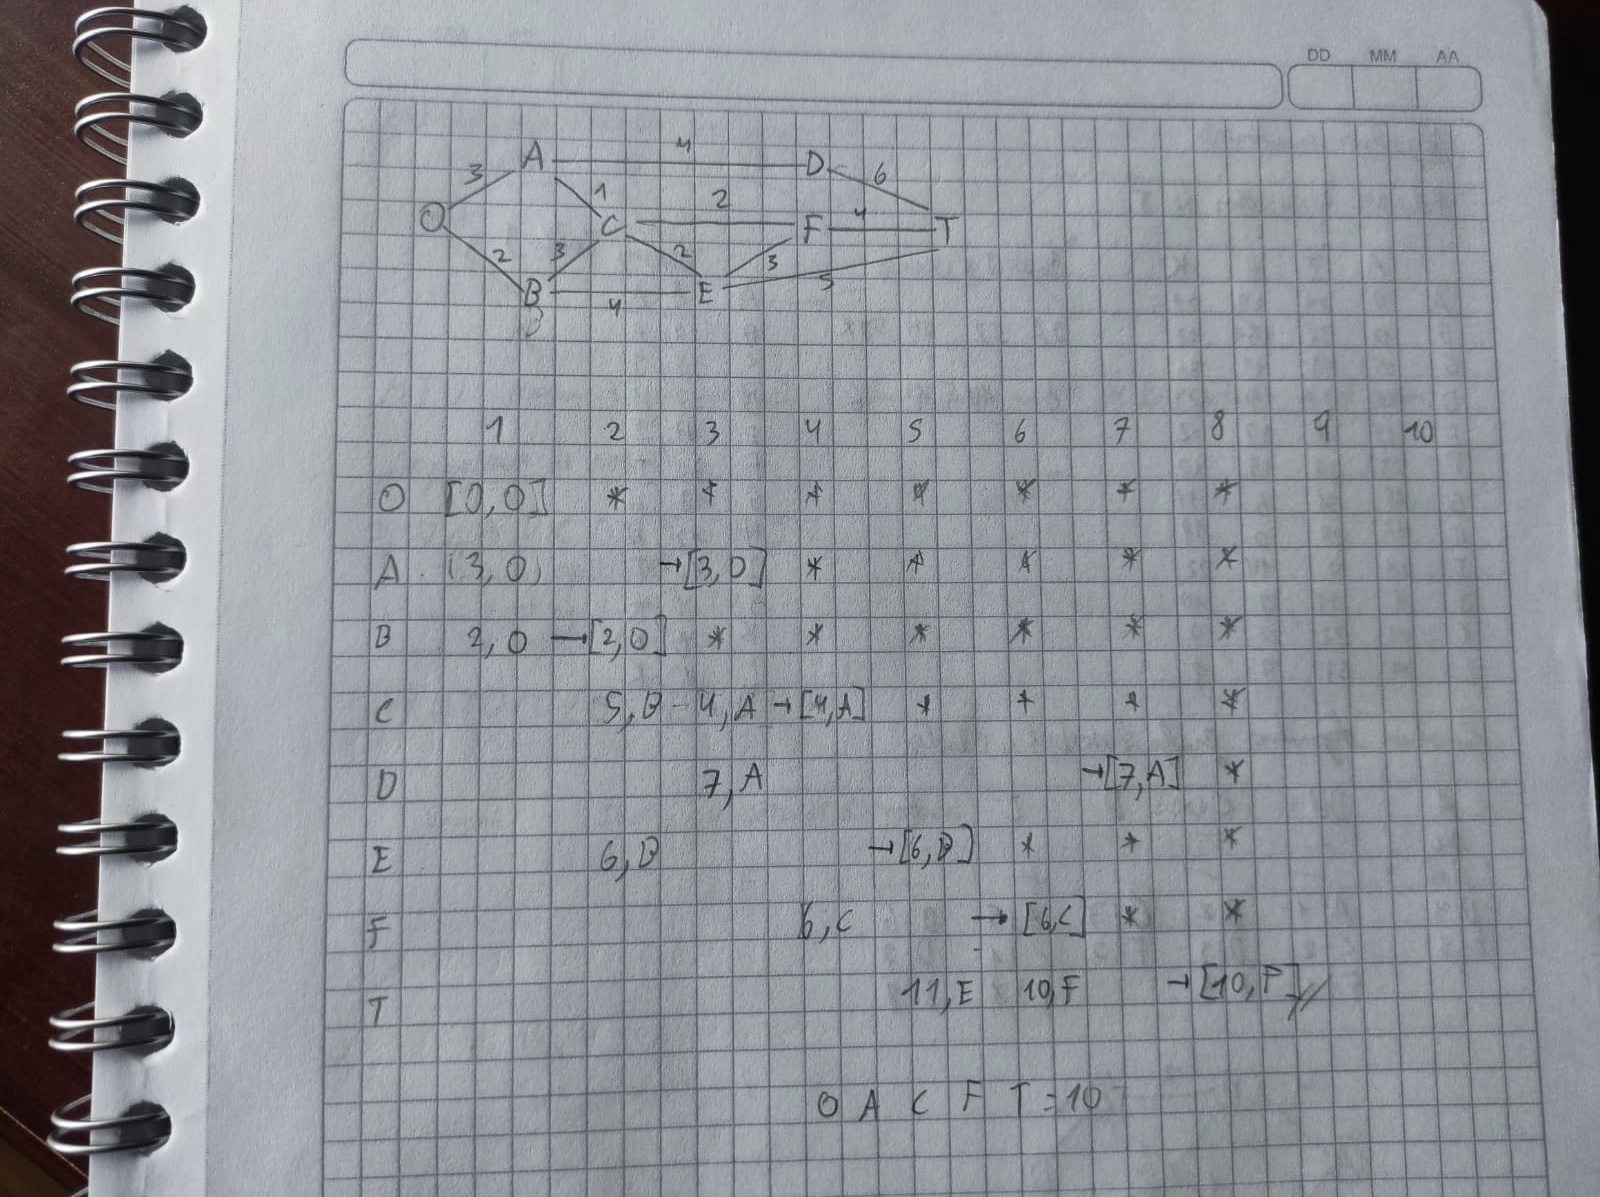 DD MM AA
A 4 D
3 1 2 6
O C F 4 T
2 3 2 3
B 4 E 5
1 2 3 4 5 6 7 8 9 10
O [0,0] * * * * * * *
A (3,0) →[3,0] * * * * *
B 2,0 →[2,0] * * * * * *
C 5,B - 4,A →[4,A] * * * *
D 7,A →[7,A] *
E 6,B →[6,B] * * *
F 6,C → [6,C] * *
T 11,E 10,F →[10,F]//
O A C F T = 10